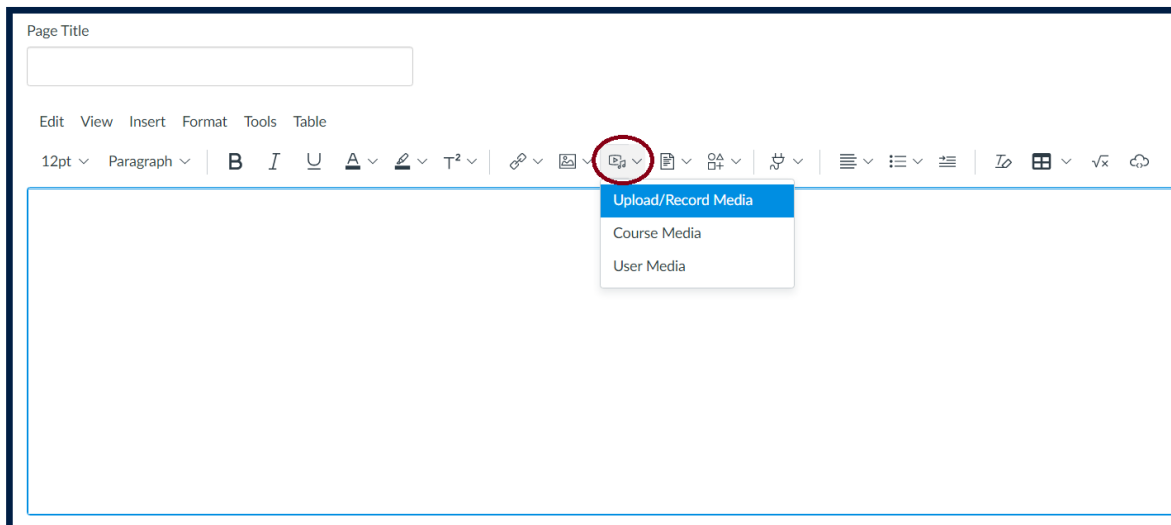 Page Title
Edit View Insert Format Tools Table
12pt Paragraph B I U A T²
Upload/Record Media
Course Media
User Media